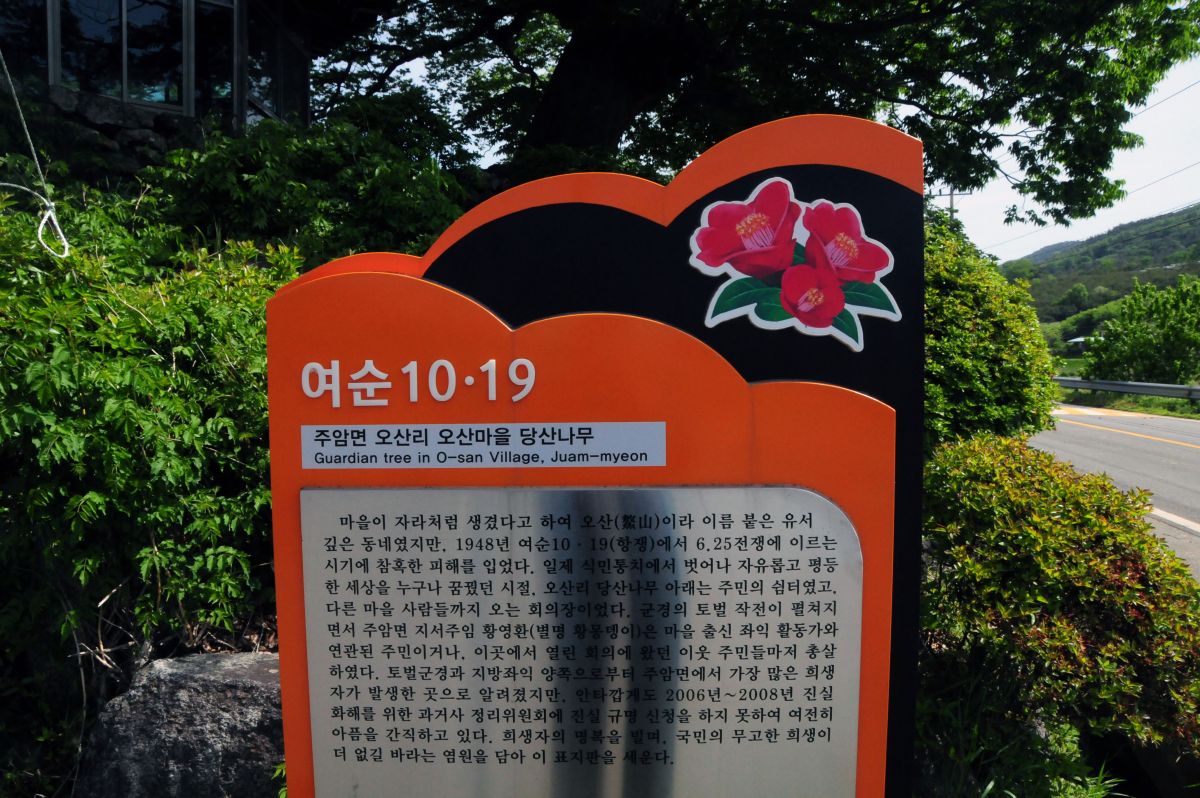 여순10·19
주암면 오산리 오산마을 당산나무
Guardian tree in O-san Village, Juam-myeon
마을이 자라처럼 생겼다고 하여 오산(鰲山)이라 이름 붙은 유서
깊은 동네였지만, 1948년 여순10·19(항쟁)에서 6.25전쟁에 이르는
시기에 참혹한 피해를 입었다. 일제 식민통치에서 벗어나 자유롭고 평등
한 세상을 누구나 꿈꿨던 시절, 오산리 당산나무 아래는 주민의 쉼터였고,
다른 마을 사람들까지 오는 회의장이었다. 군경의 토벌 작전이 펼쳐지
면서 주암면 지서주임 황영환(별명 황몽뎅이)은 마을 출신 좌익 활동가와
연관된 주민이거나, 이곳에서 열린 회의에 왔던 이웃 주민들마저 총살
하였다. 토벌군경과 지방좌익 양쪽으로부터 주암면에서 가장 많은 희생
자가 발생한 곳으로 알려졌지만, 안타깝게도 2006년~2008년 진실
화해를 위한 과거사 정리위원회에 진실 규명 신청을 하지 못하여 여전히
아픔을 간직하고 있다. 희생자의 명복을 빌며, 국민의 무고한 희생이
더 없길 바라는 염원을 담아 이 표지판을 세운다.